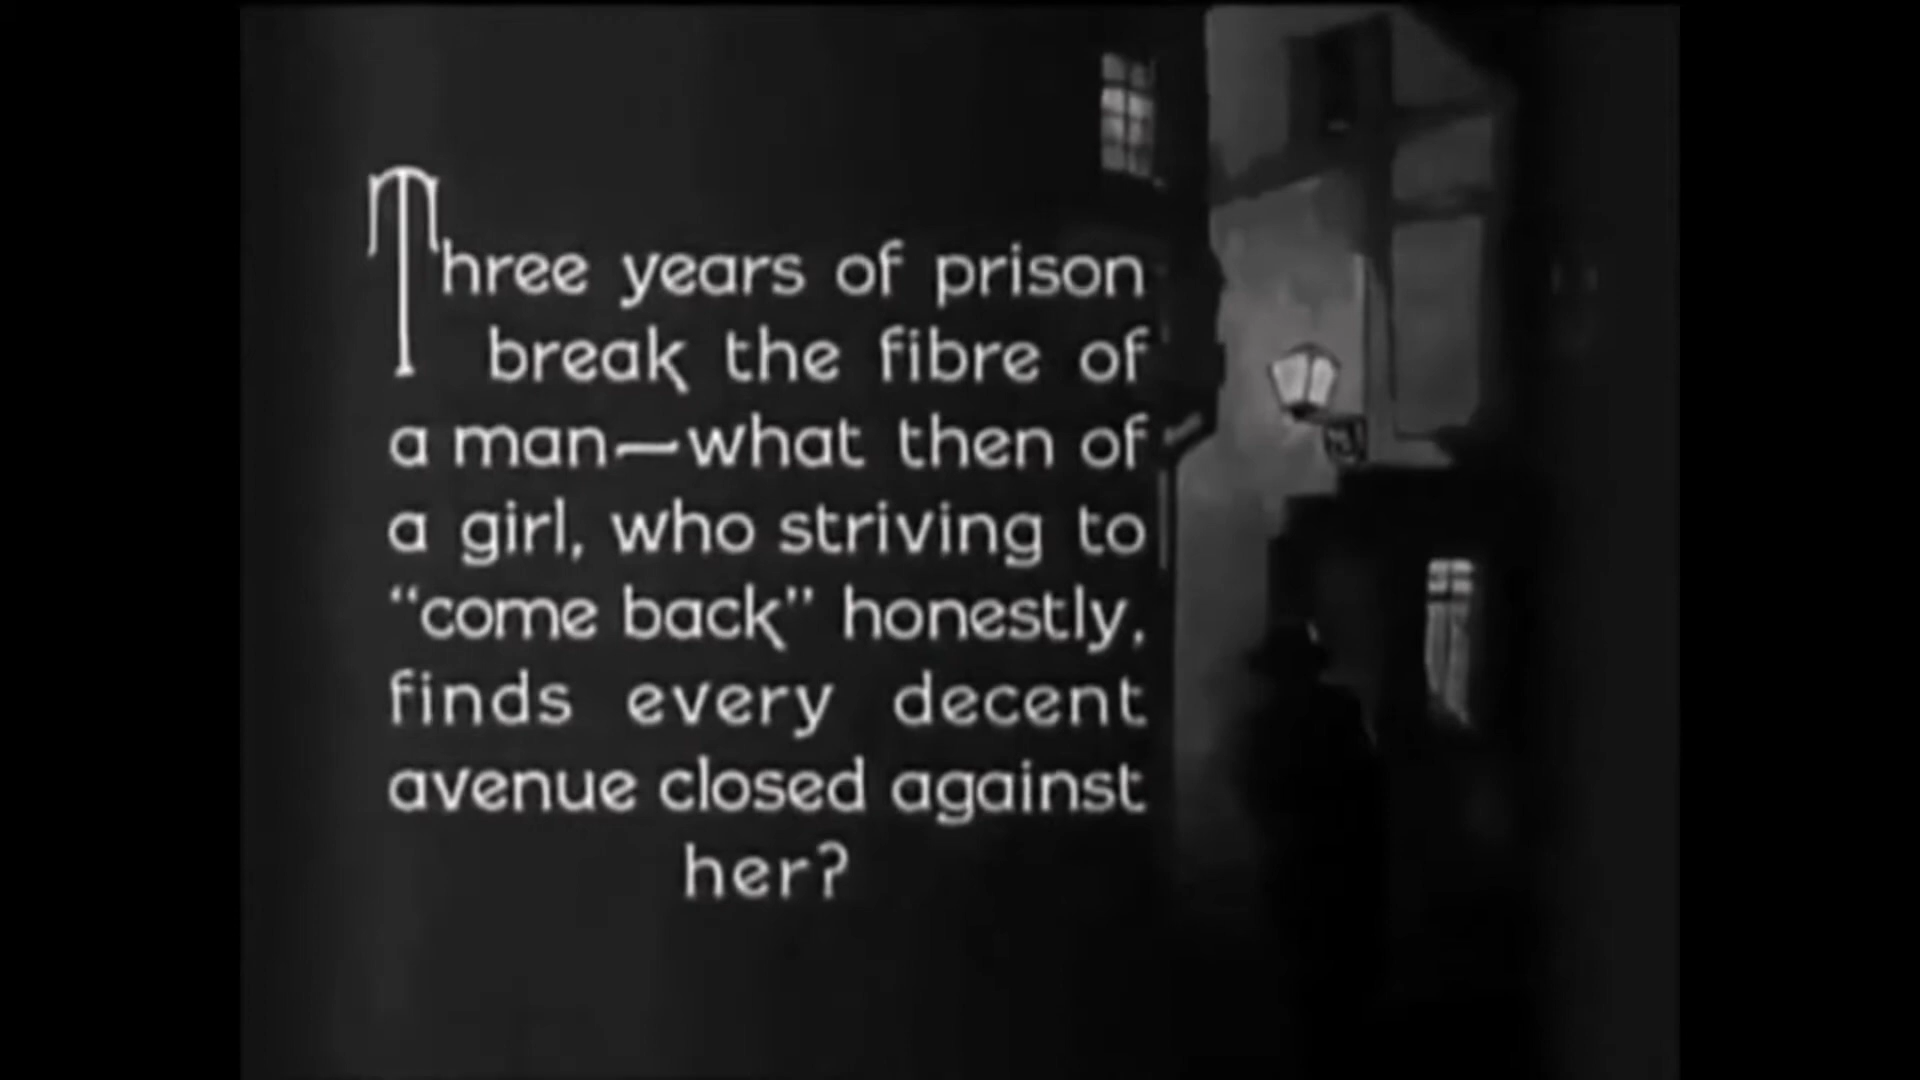 Three years of prison
break the fibre of
a man—what then of
a girl, who striving to
"come back" honestly,
finds every decent
avenue closed against
her?